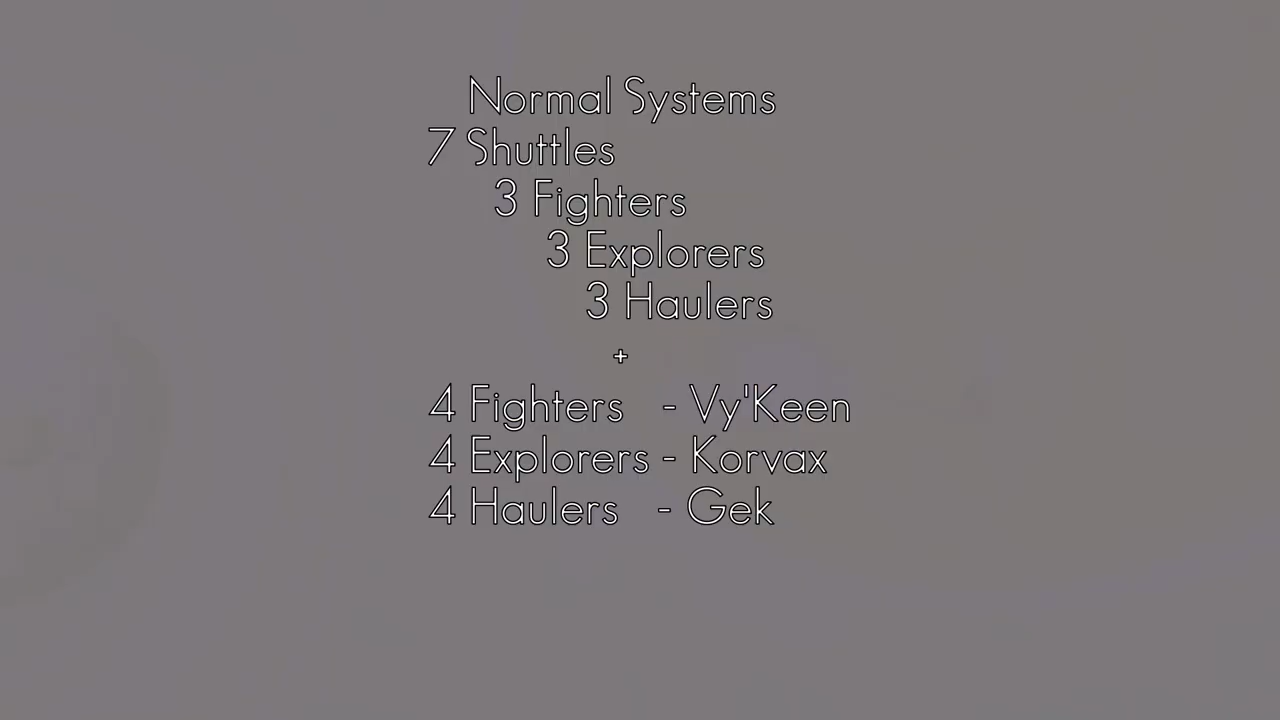 Normal Systems
7 Shuttles
3 Fighters
3 Explorers
3 Haulers
+
4 Fighters - Vy'Keen
4 Explorers - Korvax
4 Haulers - Gek